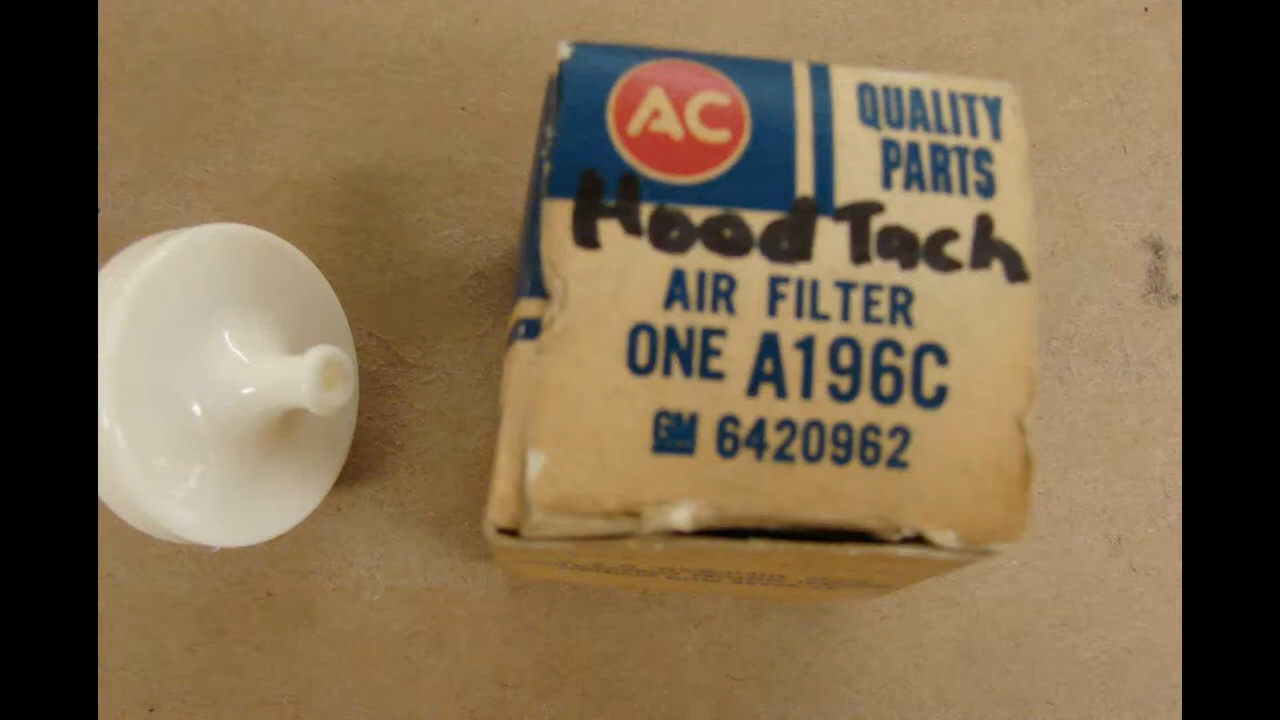 AC
QUALITY
PARTS
Hood Tach
AIR FILTER
ONE A196C
GM 6420962